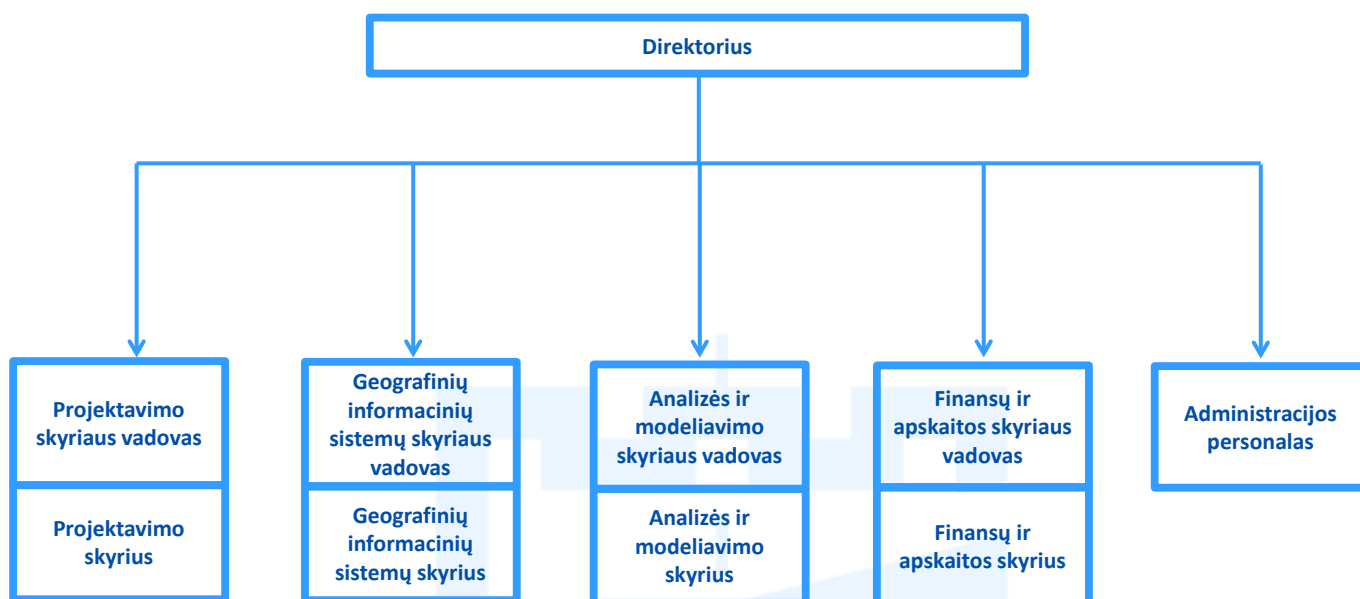 Direktorius
Projektavimo
skyriaus vadovas
Geografinių
informacinių
sistemų skyriaus
vadovas
Analizės ir
modeliavimo
skyriaus vadovas
Finansų ir
apskaitos skyriaus
vadovas
Administracijos
personalas
Projektavimo
skyrius
Geografinių
informacinių
sistemų skyrius
Analizės ir
modeliavimo
skyrius
Finansų ir
apskaitos skyrius